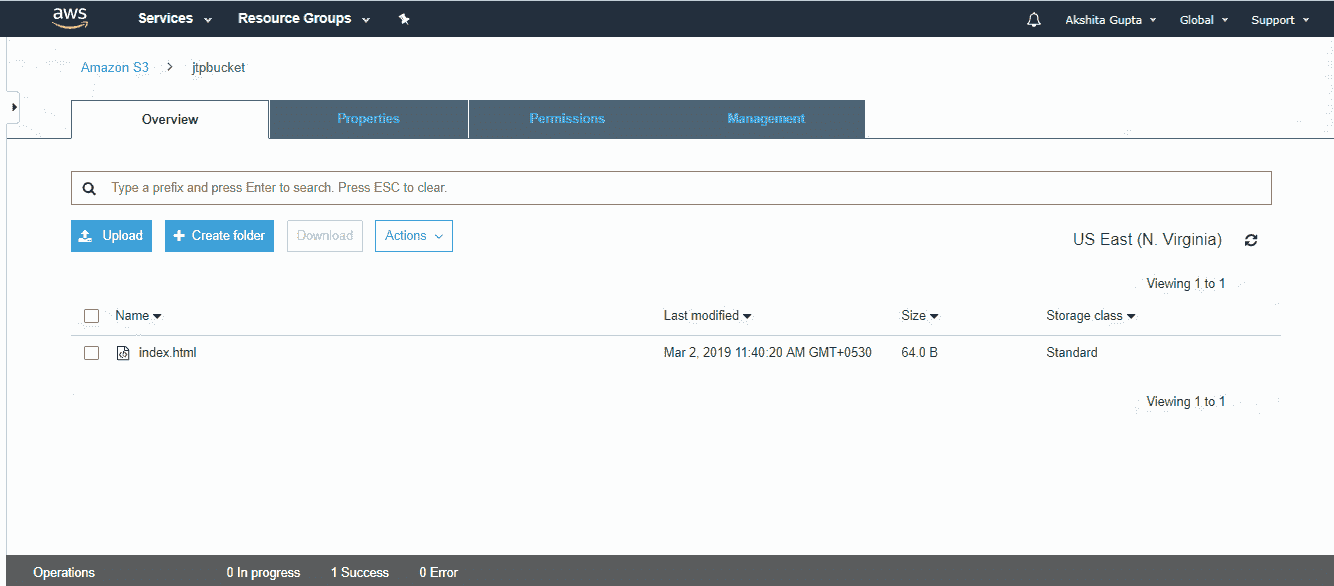 aws Services Resource Groups Akshita Gupta Global Support
Amazon S3 jtpbucket
Overview Properties Permissions Management
Type a prefix and press Enter to search. Press ESC to clear.
Upload + Create folder Download Actions US East (N. Virginia)
Viewing 1 to 1
Name Last modified Size Storage class
index.html Mar 2, 2019 11:40:20 AM GMT+0530 64.0 B Standard
Viewing 1 to 1
Operations 0 In progress 1 Success 0 Error